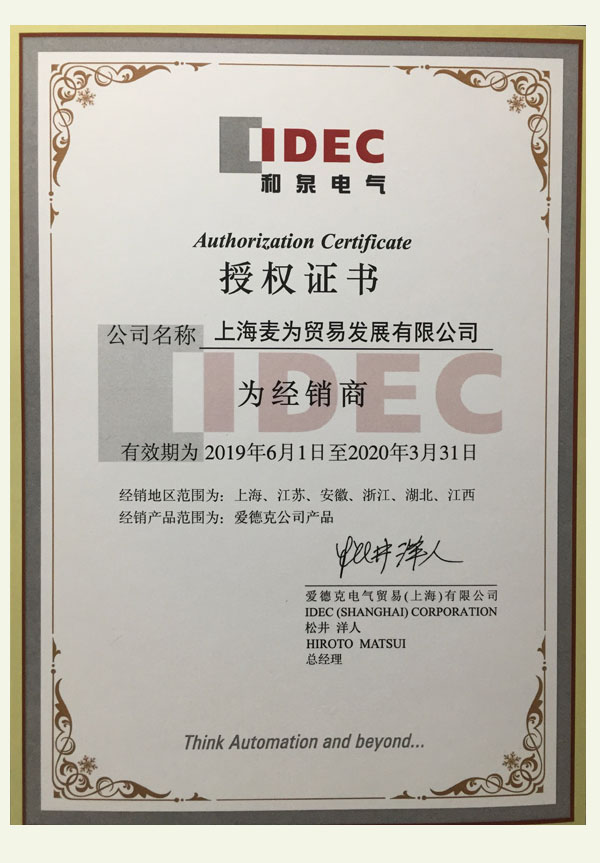 IDEC
和泉电气
Authorization Certificate
授权证书
公司名称 上海麦为贸易发展有限公司
IDEC
为经销商
有效期为 2019年6月1日至2020年3月31日
经销地区范围为：上海、江苏、安徽、浙江、湖北、江西
经销产品范围为：爱德克公司产品
松井洋人
爱德克电气贸易(上海)有限公司
IDEC (SHANGHAI) CORPORATION
松井 洋人
HIROTO MATSUI
总经理
Think Automation and beyond...